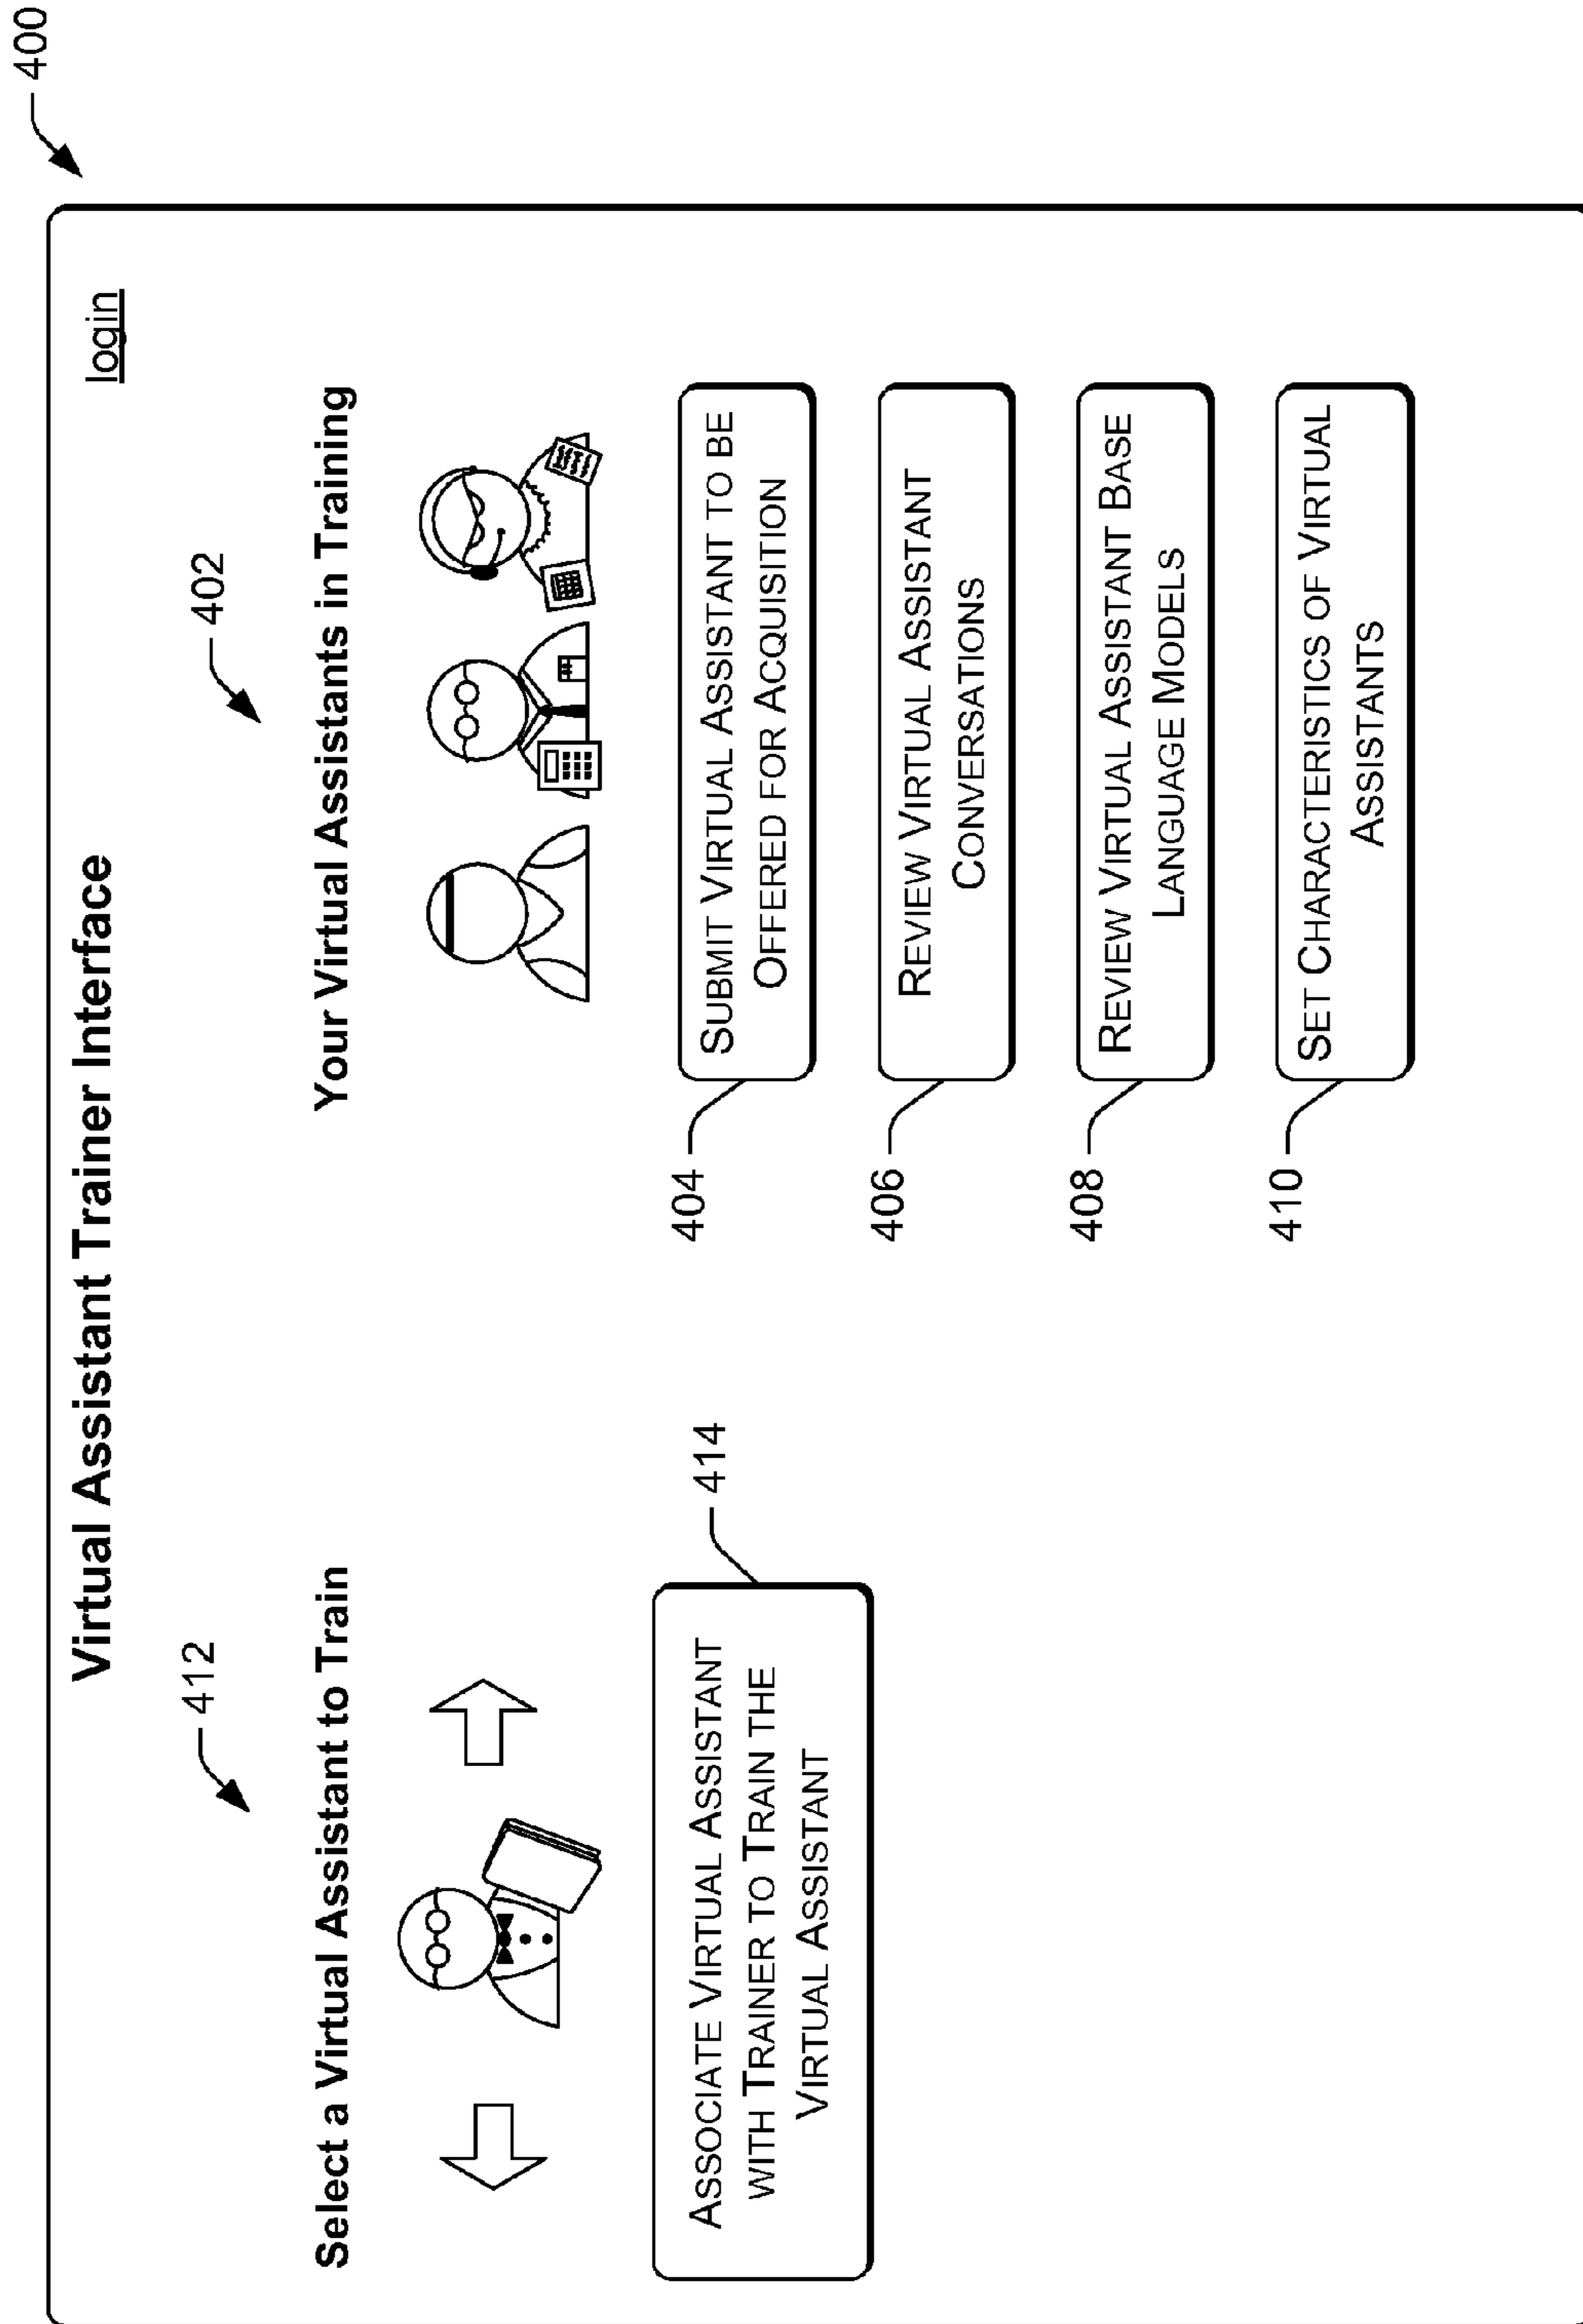 400
Virtual Assistant Trainer Interface
login
412
402
Select a Virtual Assistant to Train
Your Virtual Assistants in Training
414
ASSOCIATE VIRTUAL ASSISTANT
WITH TRAINER TO TRAIN THE
VIRTUAL ASSISTANT
404
SUBMIT VIRTUAL ASSISTANT TO BE
OFFERED FOR ACQUISITION
406
REVIEW VIRTUAL ASSISTANT
CONVERSATIONS
408
REVIEW VIRTUAL ASSISTANT BASE
LANGUAGE MODELS
410
SET CHARACTERISTICS OF VIRTUAL
ASSISTANTS